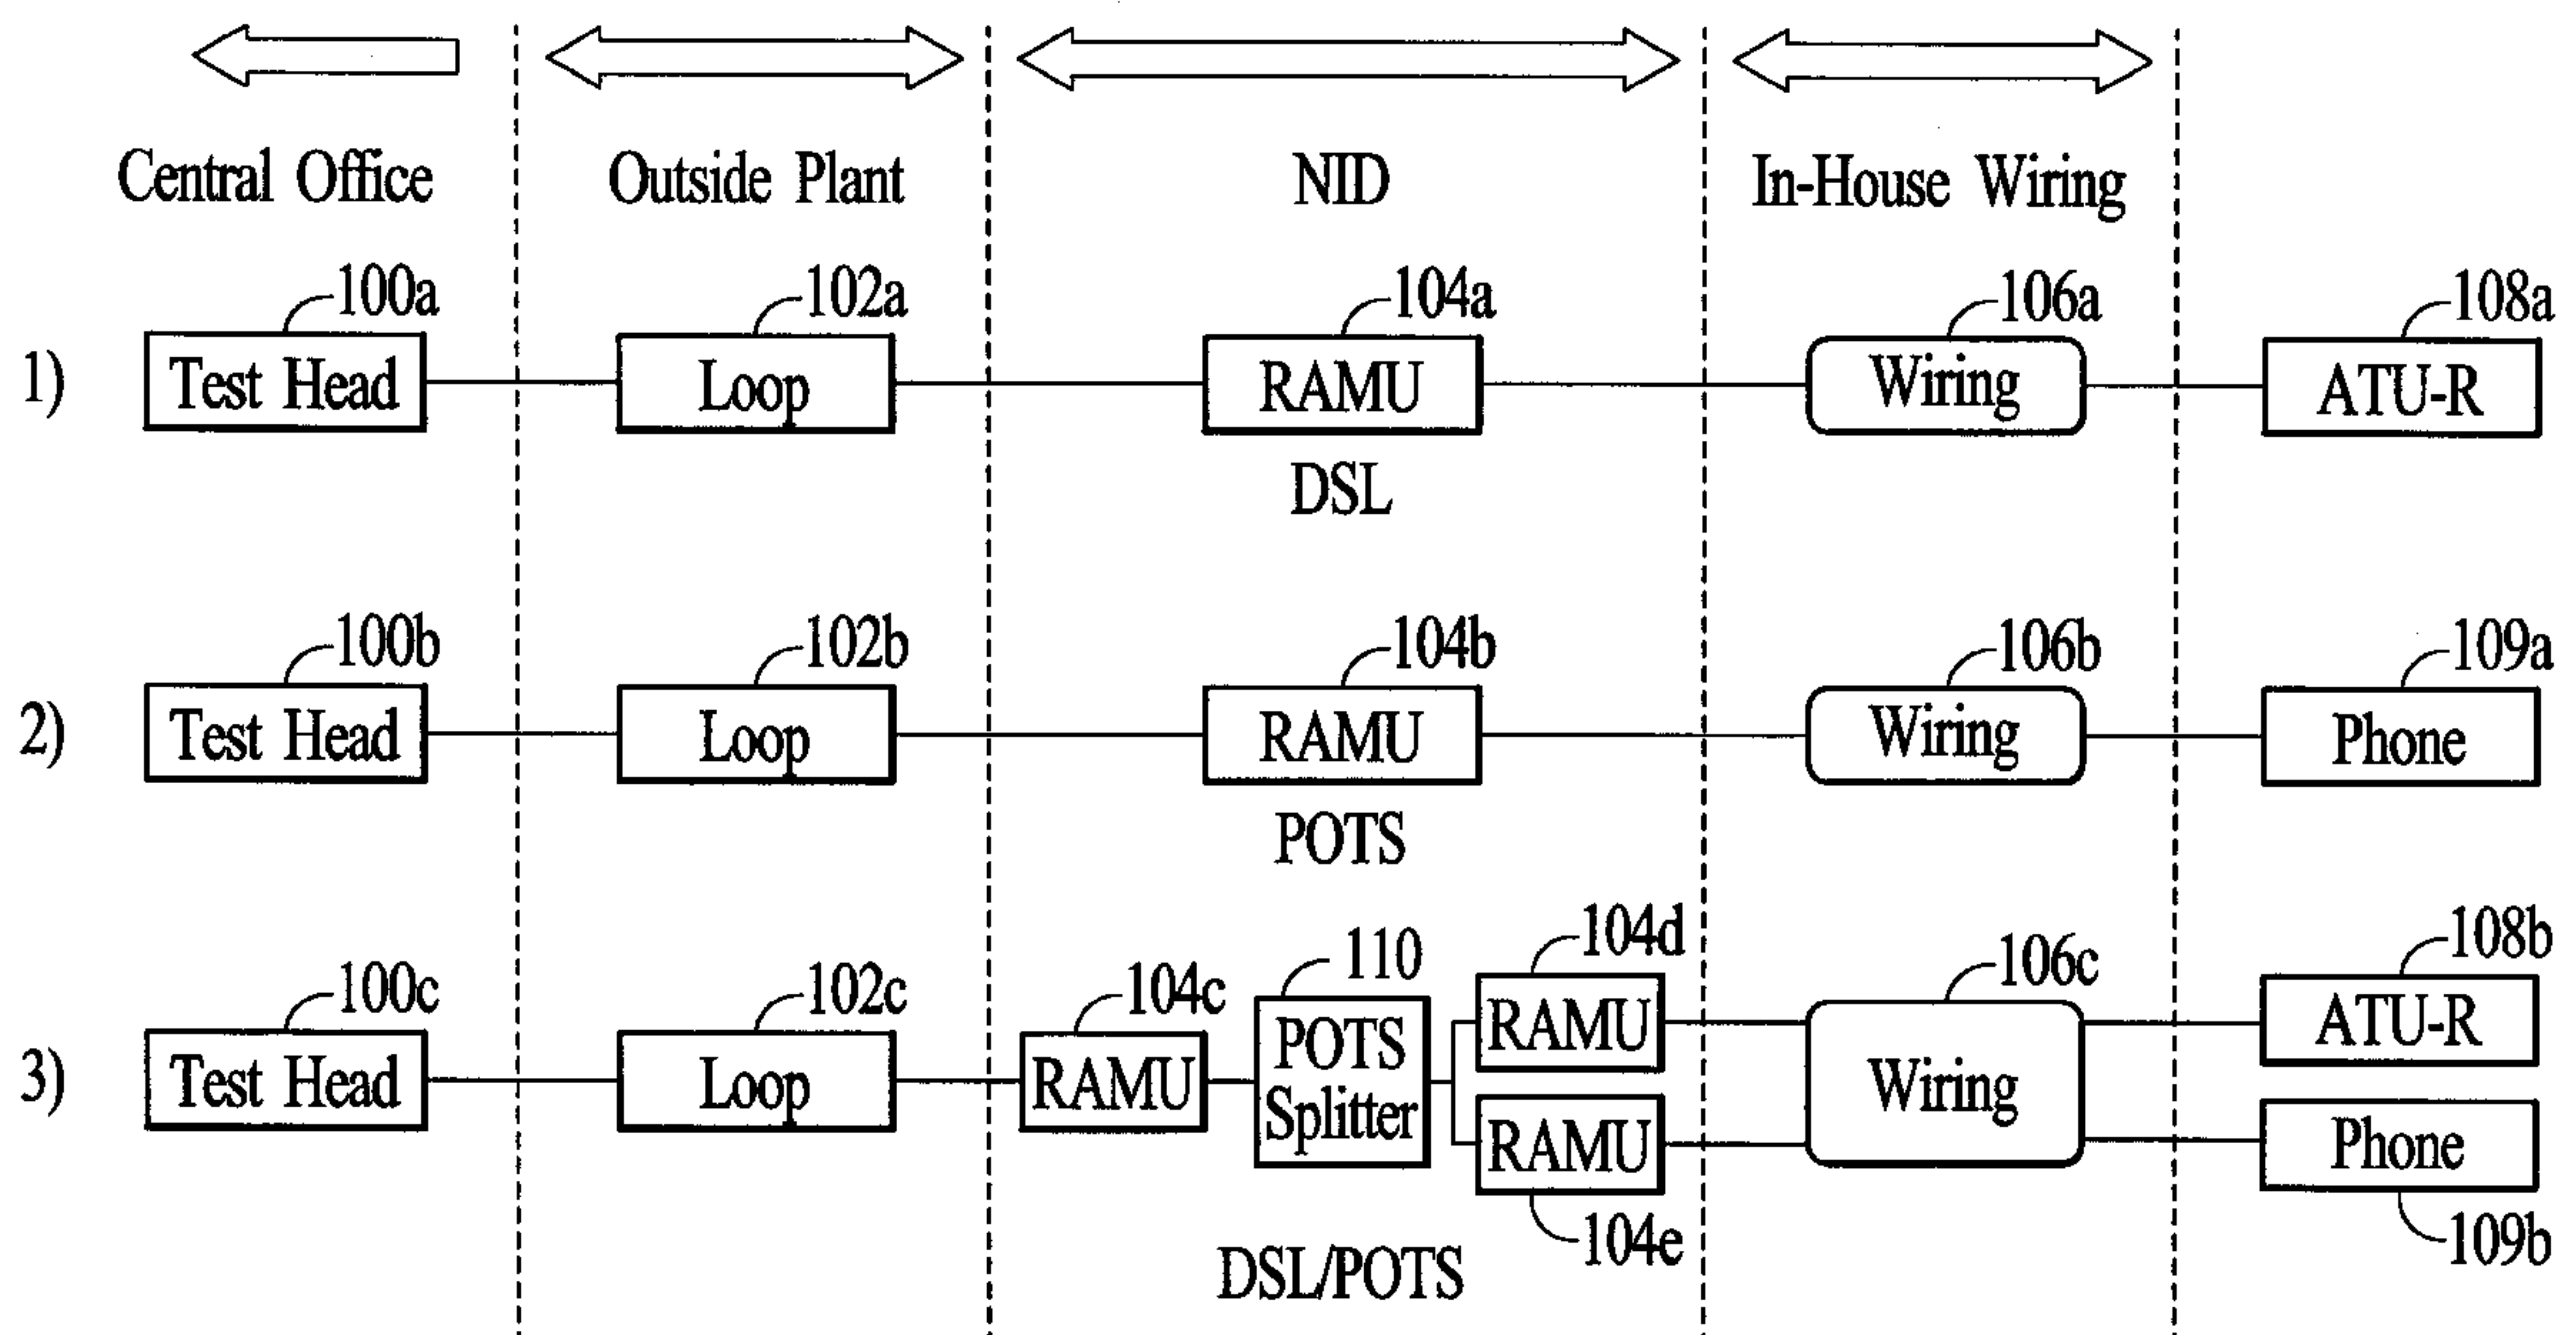 Central Office Outside Plant NID In-House Wiring
100a 102a 104a 106a 108a
1) Test Head Loop RAMU Wiring ATU-R
DSL
100b 102b 104b 106b 109a
2) Test Head Loop RAMU Wiring Phone
POTS
100c 102c 104c 110 104d 106c 108b
3) Test Head Loop RAMU POTS Splitter RAMU Wiring ATU-R
RAMU Phone
104e 109b
DSL/POTS